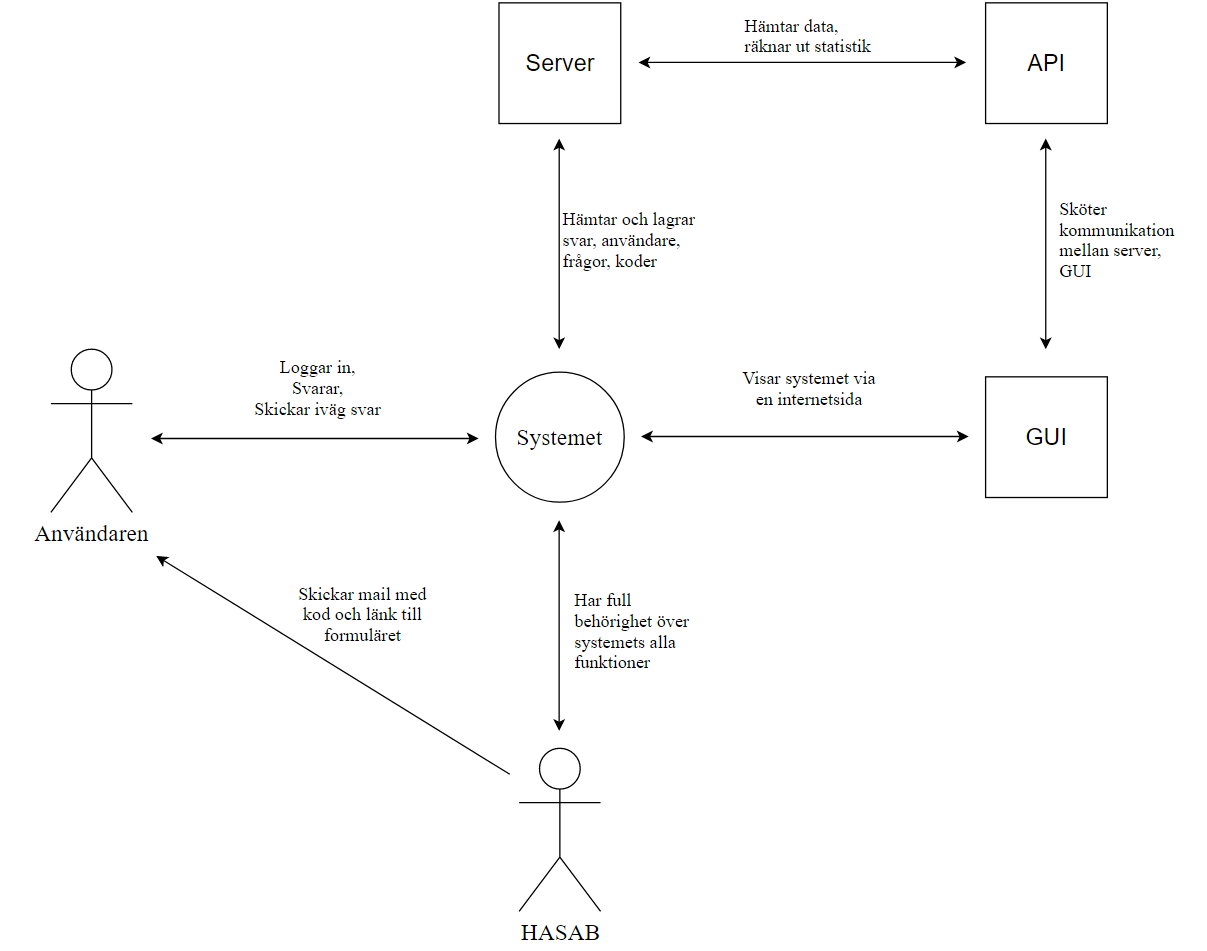 Server
Hämtar data,
räknar ut statistik
API
Hämtar och lagrar
svar, användare,
frågor, koder
Sköter
kommunikation
mellan server,
GUI
Loggar in,
Svarar,
Skickar iväg svar
Systemet
Visar systemet via
en internetsida
GUI
Användaren
Skickar mail med
kod och länk till
formuläret
Har full
behörighet över
systemets alla
funktioner
HASAB